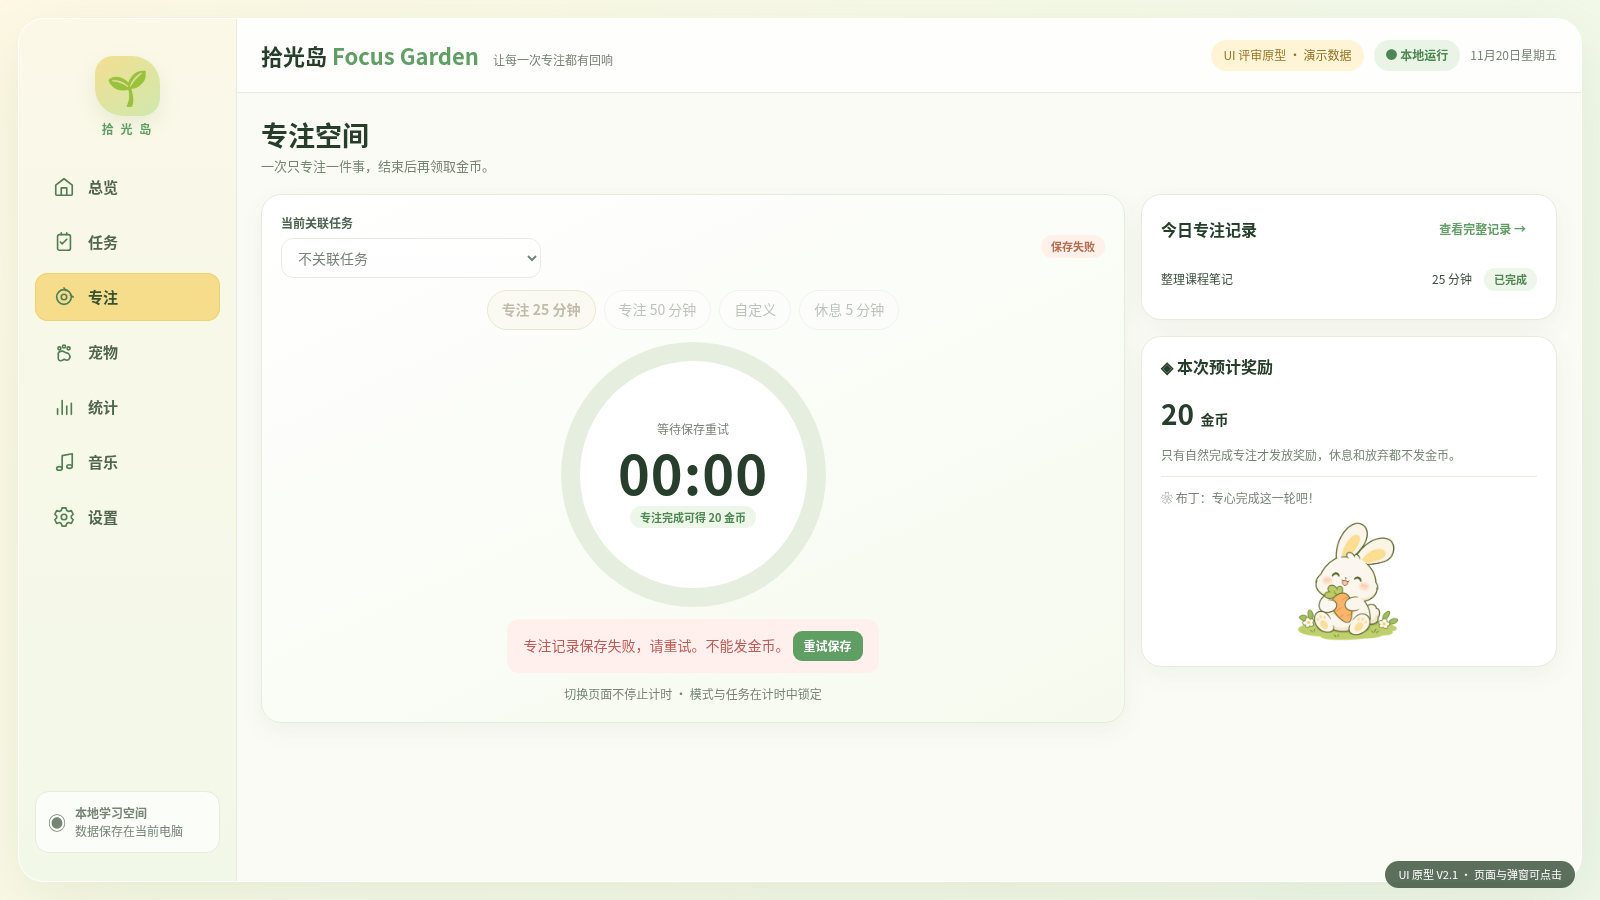 拾光岛
总览
任务
专注
宠物
统计
音乐
设置
本地学习空间
数据保存在当前电脑
拾光岛 Focus Garden 让每一次专注都有回响
UI 评审原型 · 演示数据
本地运行
11月20日星期五
专注空间
一次只专注一件事，结束后再领取金币。
当前关联任务
不关联任务
保存失败
专注 25 分钟
专注 50 分钟
自定义
休息 5 分钟
等待保存重试
00:00
专注完成可得 20 金币
专注记录保存失败，请重试。不能发金币。
重试保存
切换页面不停止计时 · 模式与任务在计时中锁定
今日专注记录
查看完整记录 →
整理课程笔记 25 分钟 已完成
◈ 本次预计奖励
20 金币
只有自然完成专注才发放奖励，休息和放弃都不发金币。
布丁：专心完成这一轮吧！
UI 原型 V2.1 · 页面与弹窗可点击